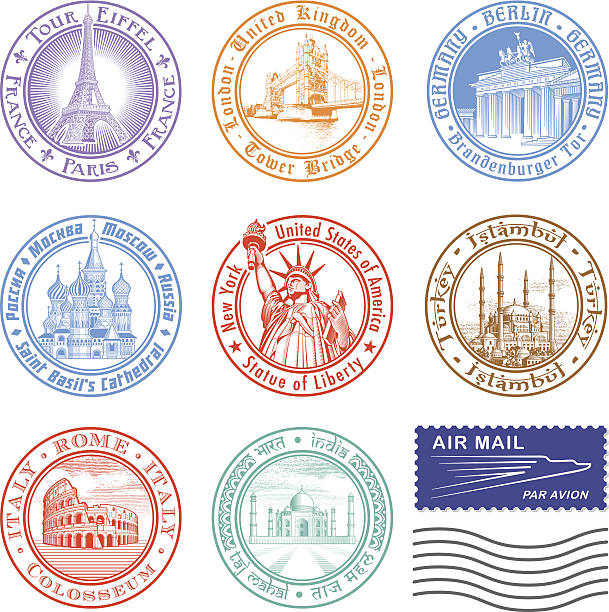 TOUR EIFFEL
FRANCE PARIS FRANCE
United Kingdom
London - Tower Bridge - London
BERLIN
GERMANY GERMANY
Brandenburger Tor
Россия Москва Moscow Russia
Saint Basil's Cathedral
New York United States of America
Statue of Liberty
Turkey - İstanbul - Turkey
İstanbul
ITALY ROME ITALY
COLOSSEUM
भारत india
taj mahal ताज महल
AIR MAIL
PAR AVION